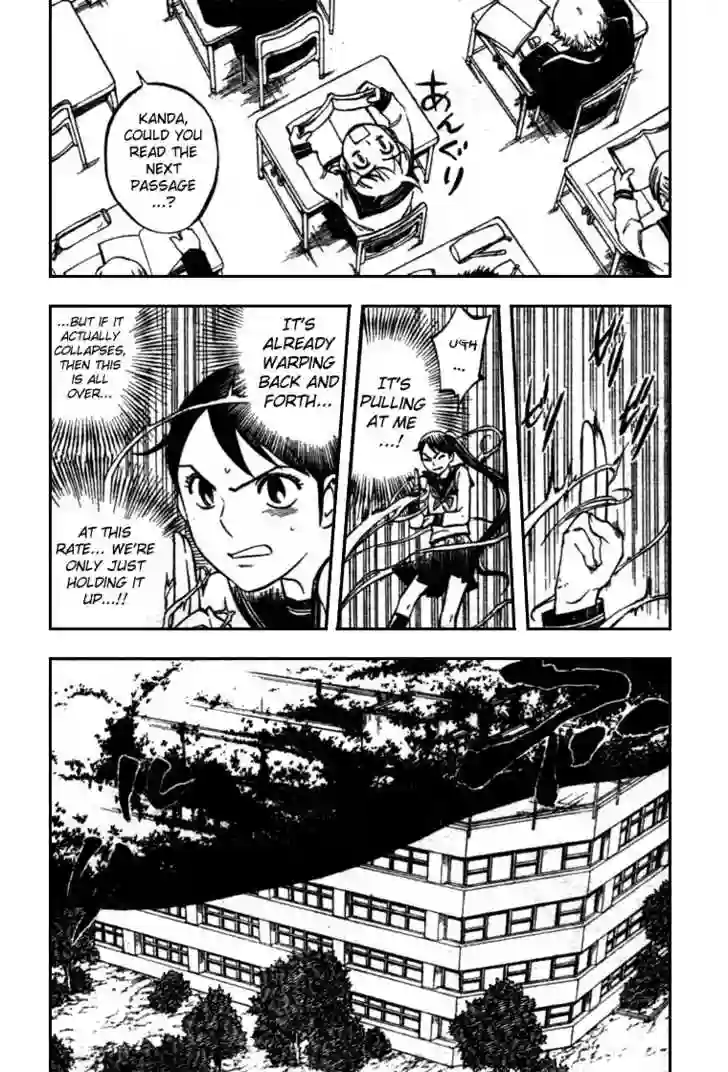 KANDA,
COULD YOU
READ THE
NEXT
PASSAGE
...?
あんぐり
UGH
...
IT'S
PULLING
AT ME
...!
IT'S
ALREADY
WARPING
BACK AND
FORTH...
...BUT IF IT
ACTUALLY
COLLAPSES,
THEN THIS
IS ALL
OVER...
AT THIS
RATE... WE'RE
ONLY JUST
HOLDING IT
UP...!!